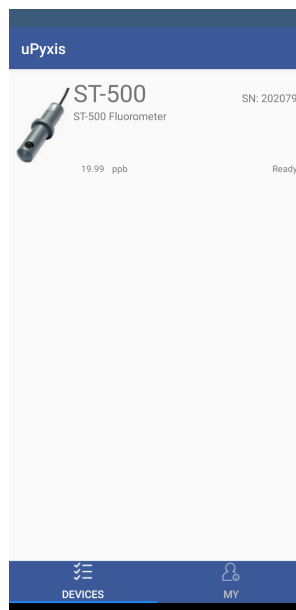 uPyxis
ST-500
SN: 202079
ST-500 Fluorometer
19.99 ppb
Ready
DEVICES
MY